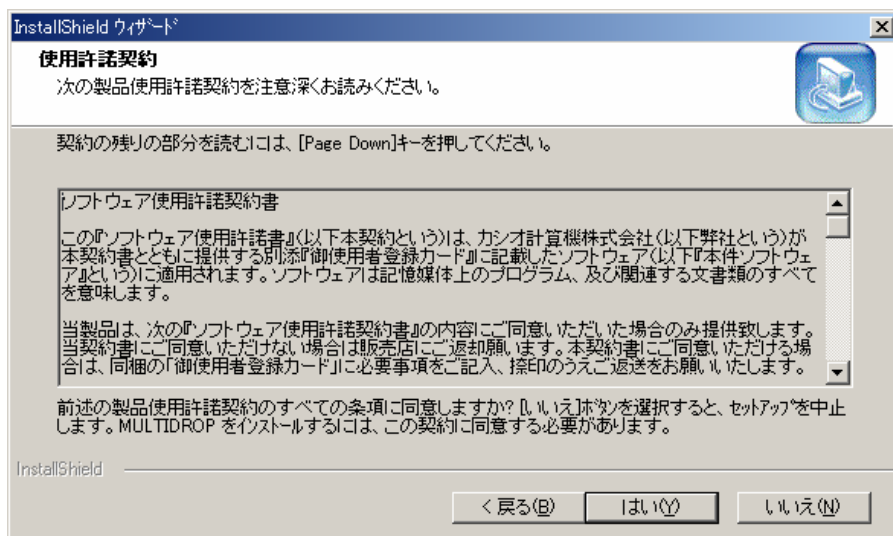 InstallShield ウィザード
使用許諾契約
次の製品使用許諾契約を注意深くお読みください。
契約の残りの部分を読むには、[Page Down]キーを押してください。
ソフトウェア使用許諾契約書
この『ソフトウェア使用許諾書』(以下本契約という)は、カシオ計算機株式会社(以下弊社という)が
本契約書とともに提供する別添『御使用者登録カード』に記載したソフトウェア(以下『本件ソフトウェ
ア』という)に適用されます。ソフトウェアは記憶媒体上のプログラム、及び関連する文書類のすべて
を意味します。
当製品は、次の『ソフトウェア使用許諾契約書』の内容にご同意いただいた場合のみ提供致します。
当契約書にご同意いただけない場合は販売店にご返却願います。本契約書にご同意いただける場
合は、同梱の「御使用者登録カード」に必要事項をご記入、捺印のうえご返送をお願いいたします。
前述の製品使用許諾契約のすべての条項に同意しますか? [いいえ]ボタンを選択すると、セットアップを中止
します。MULTIDROP をインストールするには、この契約に同意する必要があります。
InstallShield
< 戻る(B) はい(Y) いいえ(N)